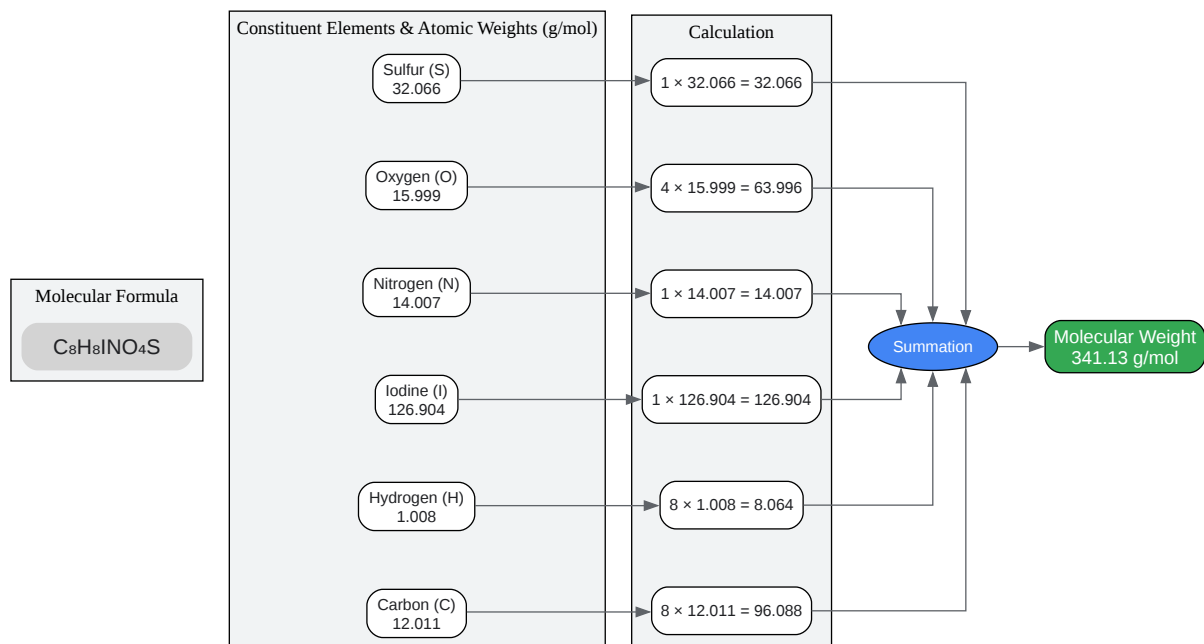 Molecular Formula
C₈H₈INO₄S
Constituent Elements & Atomic Weights (g/mol)
Sulfur (S)
32.066
Oxygen (O)
15.999
Nitrogen (N)
14.007
Iodine (I)
126.904
Hydrogen (H)
1.008
Carbon (C)
12.011
Calculation
1 × 32.066 = 32.066
4 × 15.999 = 63.996
1 × 14.007 = 14.007
1 × 126.904 = 126.904
8 × 1.008 = 8.064
8 × 12.011 = 96.088
Summation
Molecular Weight
341.13 g/mol